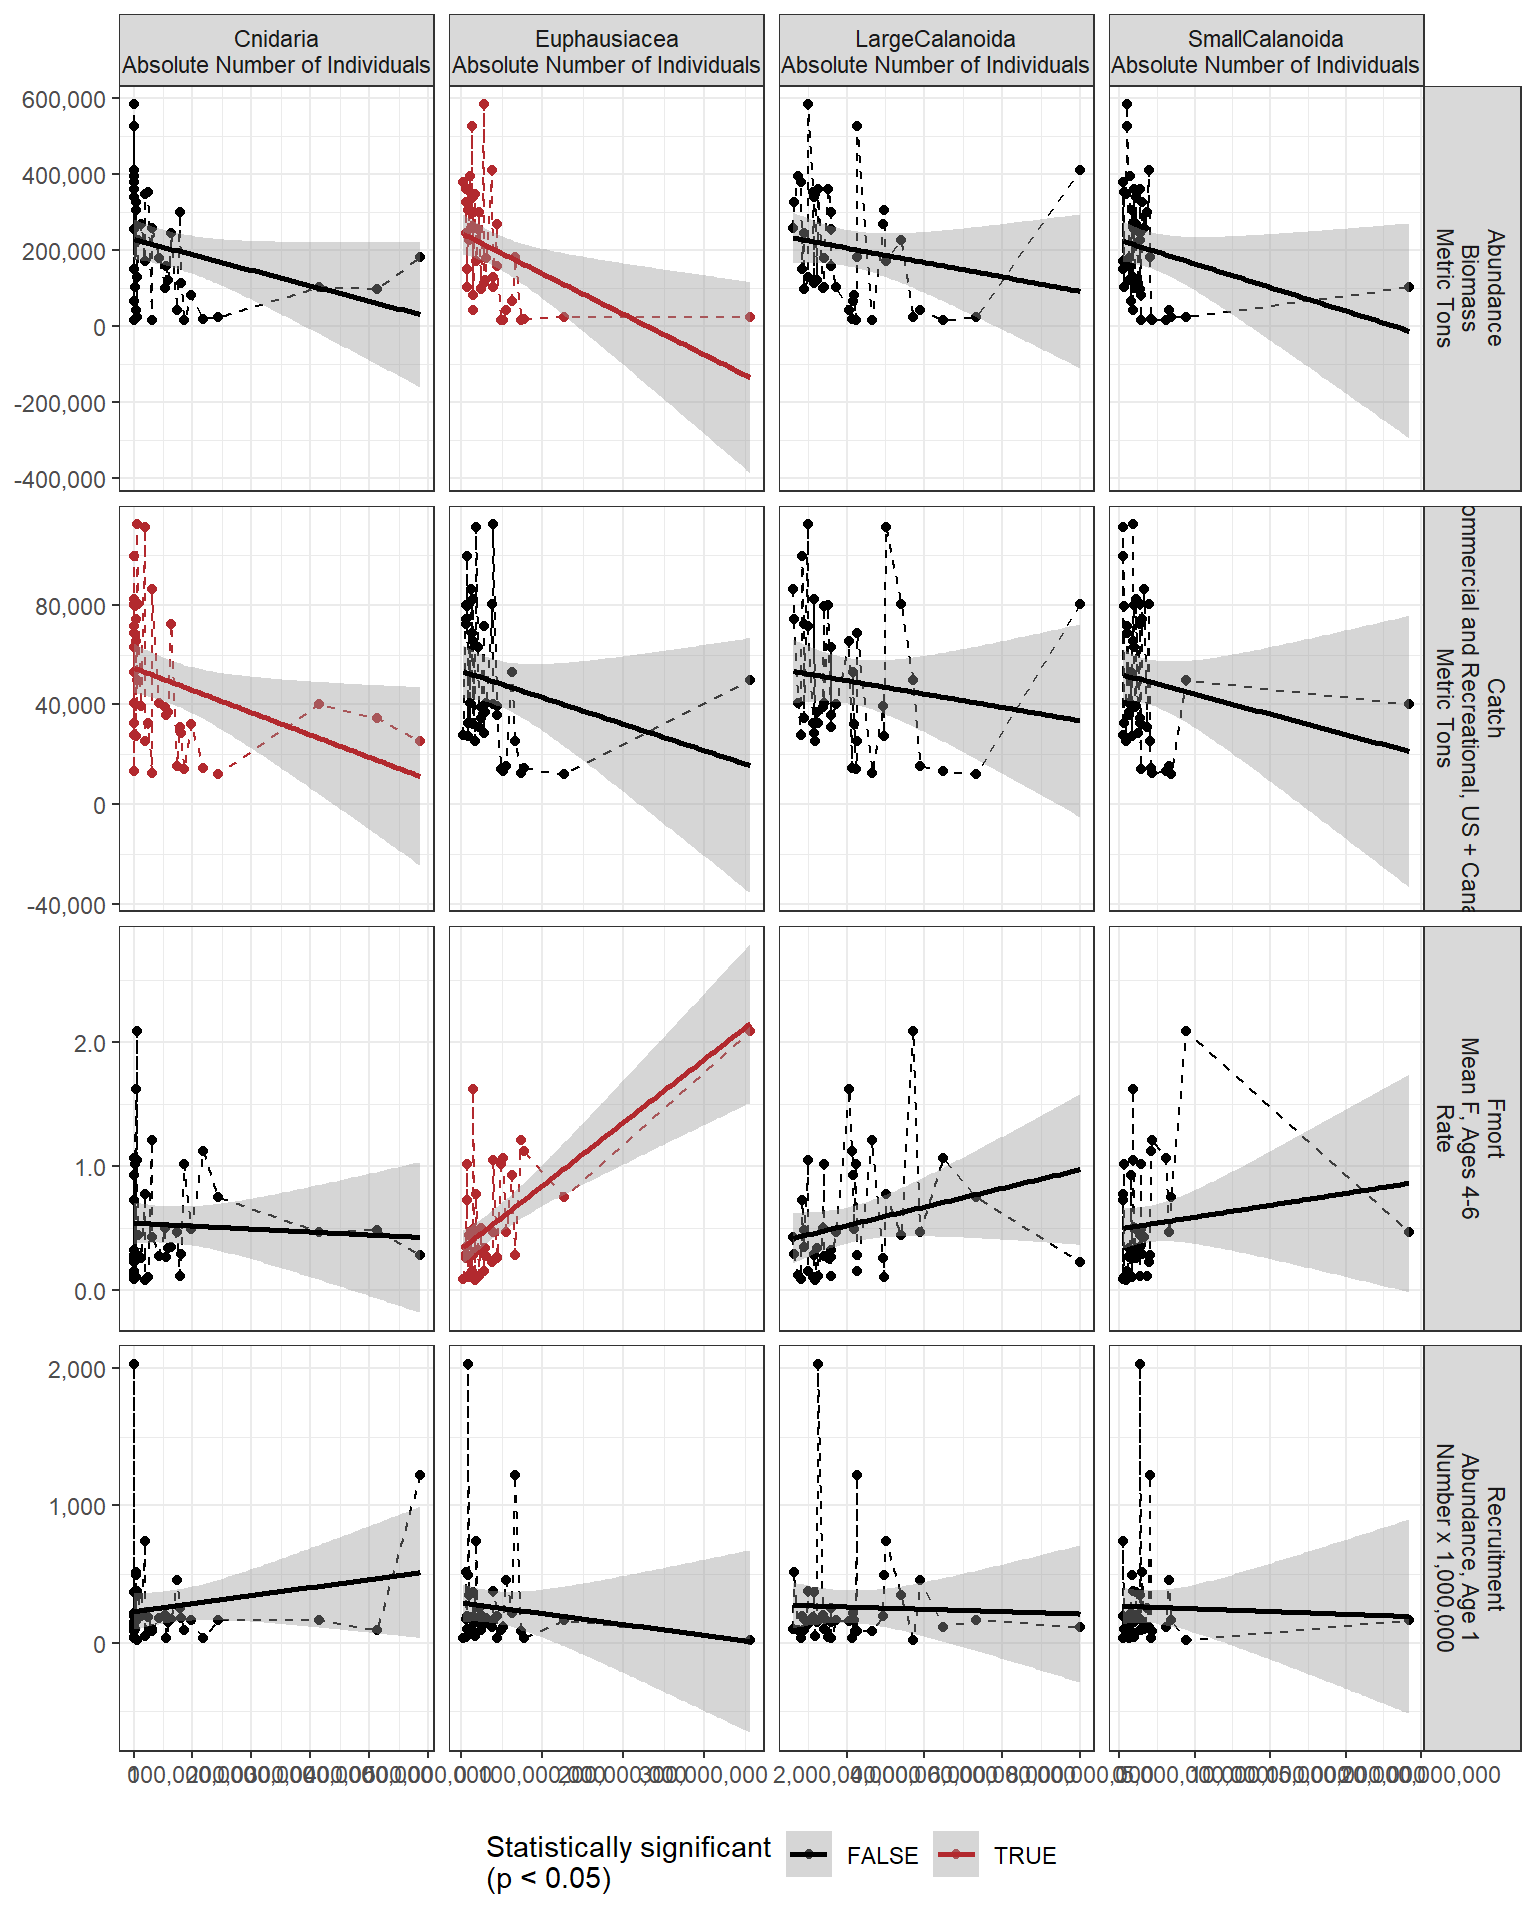 Cnidaria
Absolute Number of Individuals
Euphausiacea
Absolute Number of Individuals
LargeCalanoida
Absolute Number of Individuals
SmallCalanoida
Absolute Number of Individuals
600,000
400,000
200,000
0
-200,000
-400,000
Abundance
Biomass
Metric Tons
80,000
40,000
0
-40,000
Catch
ommercial and Recreational, US + Cana
Metric Tons
2.0
1.0
0.0
Fmort
Mean F, Ages 4-6
Rate
2,000
1,000
0
Recruitment
Abundance, Age 1
Number x 1,000,000
Statistically significant
(p < 0.05)
FALSE
TRUE